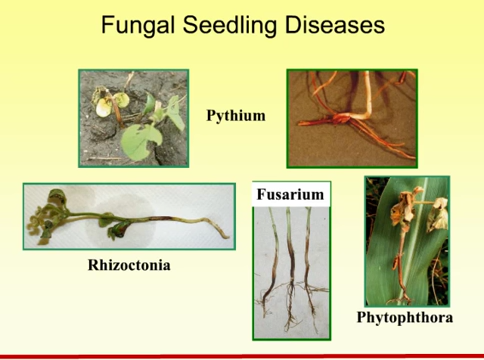 Fungal Seedling Diseases
Pythium
Fusarium
Rhizoctonia
Phytophthora